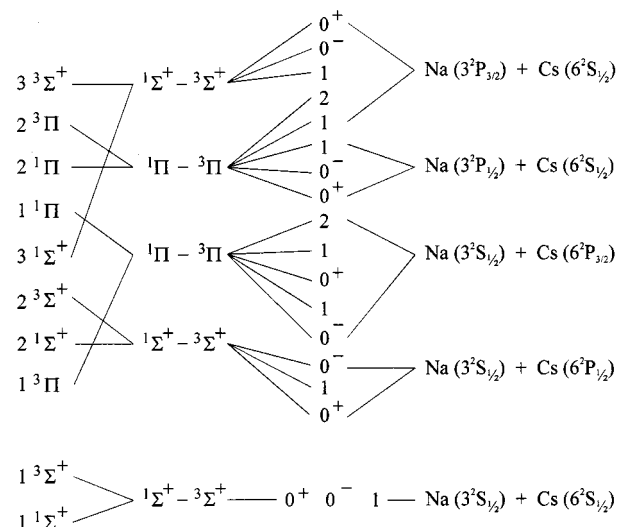 0⁺
0⁻
3 ³Σ⁺ ¹Σ⁺ – ³Σ⁺ 1 Na (3²P₃/₂) + Cs (6²S½)
2
2 ³Π 1
1
2 ¹Π ¹Π – ³Π 0⁻ Na (3²P½) + Cs (6²S½)
0⁺
1 ¹Π 2
3 ¹Σ⁺ ¹Π – ³Π 1 Na (3²S½) + Cs (6²P₃/₂)
0⁺
2 ³Σ⁺ 1
2 ¹Σ⁺ ¹Σ⁺ – ³Σ⁺ 0⁻
0⁻ Na (3²S½) + Cs (6²P½)
1 ³Π 1
0⁺
1 ³Σ⁺
¹Σ⁺ – ³Σ⁺ 0⁺ 0⁻ 1 Na (3²S½) + Cs (6²S½)
1 ¹Σ⁺